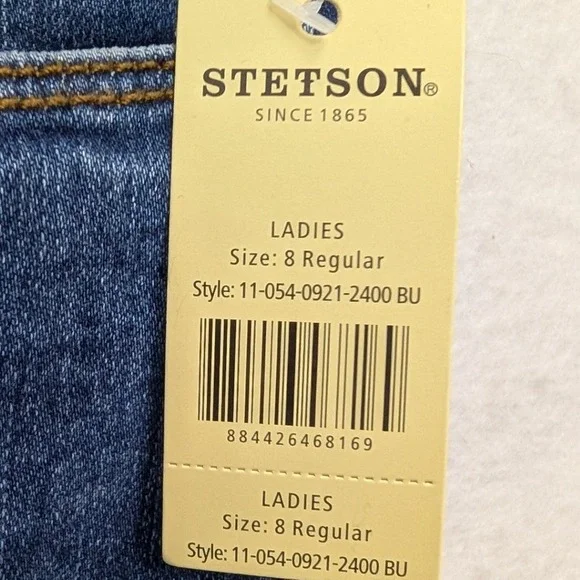 STETSON®
SINCE 1865
LADIES
Size: 8 Regular
Style: 11-054-0921-2400 BU
884426468169
LADIES
Size: 8 Regular
Style: 11-054-0921-2400 BU